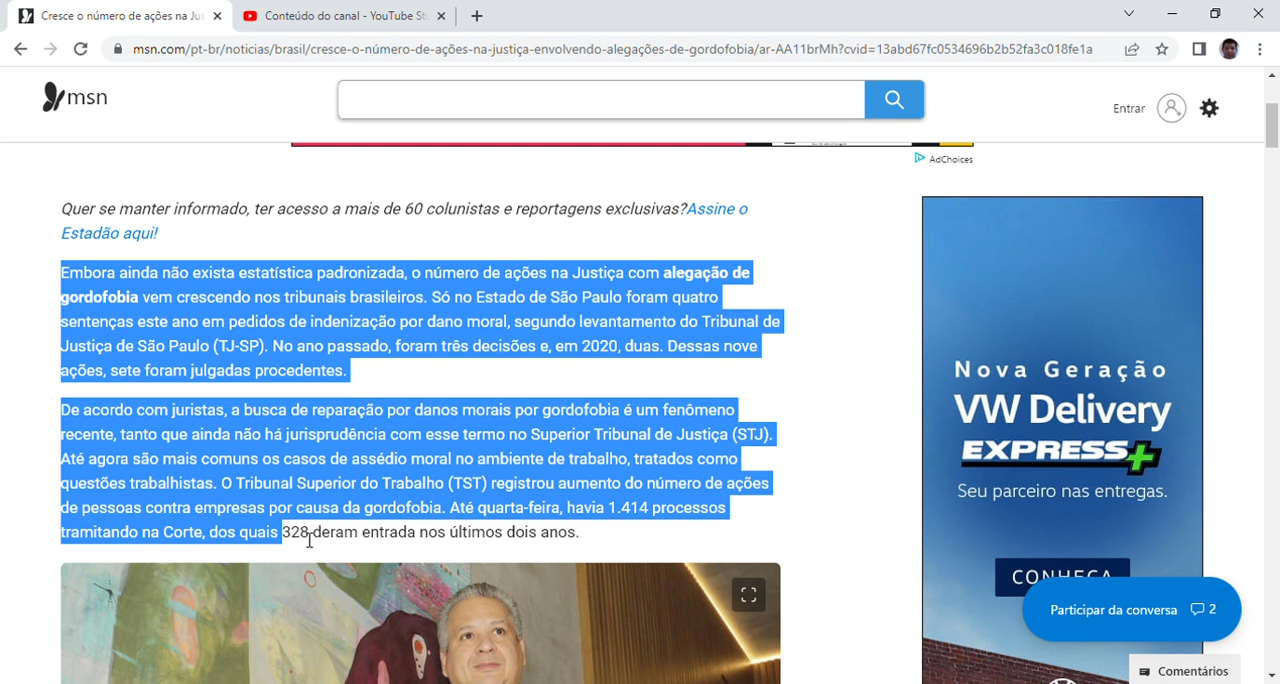 Cresce o número de ações na Jus
Conteúdo do canal - YouTube St
msn.com/pt-br/noticias/brasil/cresce-o-número-de-ações-na-justiça-envolvendo-alegações-de-gordofobia/ar-AA11brMh?cvid=13abd67fc0534696b2b52fa3c018fe1a
msn
Entrar
AdChoices
Quer se manter informado, ter acesso a mais de 60 colunistas e reportagens exclusivas?Assine o
Estadão aqui!
Embora ainda não exista estatística padronizada, o número de ações na Justiça com alegação de
gordofobia vem crescendo nos tribunais brasileiros. Só no Estado de São Paulo foram quatro
sentenças este ano em pedidos de indenização por dano moral, segundo levantamento do Tribunal de
Justiça de São Paulo (TJ-SP). No ano passado, foram três decisões e, em 2020, duas. Dessas nove
ações, sete foram julgadas procedentes.
De acordo com juristas, a busca de reparação por danos morais por gordofobia é um fenômeno
recente, tanto que ainda não há jurisprudência com esse termo no Superior Tribunal de Justiça (STJ).
Até agora são mais comuns os casos de assédio moral no ambiente de trabalho, tratados como
questões trabalhistas. O Tribunal Superior do Trabalho (TST) registrou aumento do número de ações
de pessoas contra empresas por causa da gordofobia. Até quarta-feira, havia 1.414 processos
tramitando na Corte, dos quais 328 deram entrada nos últimos dois anos.
Nova Geração
VW Delivery
EXPRESS+
Seu parceiro nas entregas.
CONHEÇA
Participar da conversa 2
Comentários